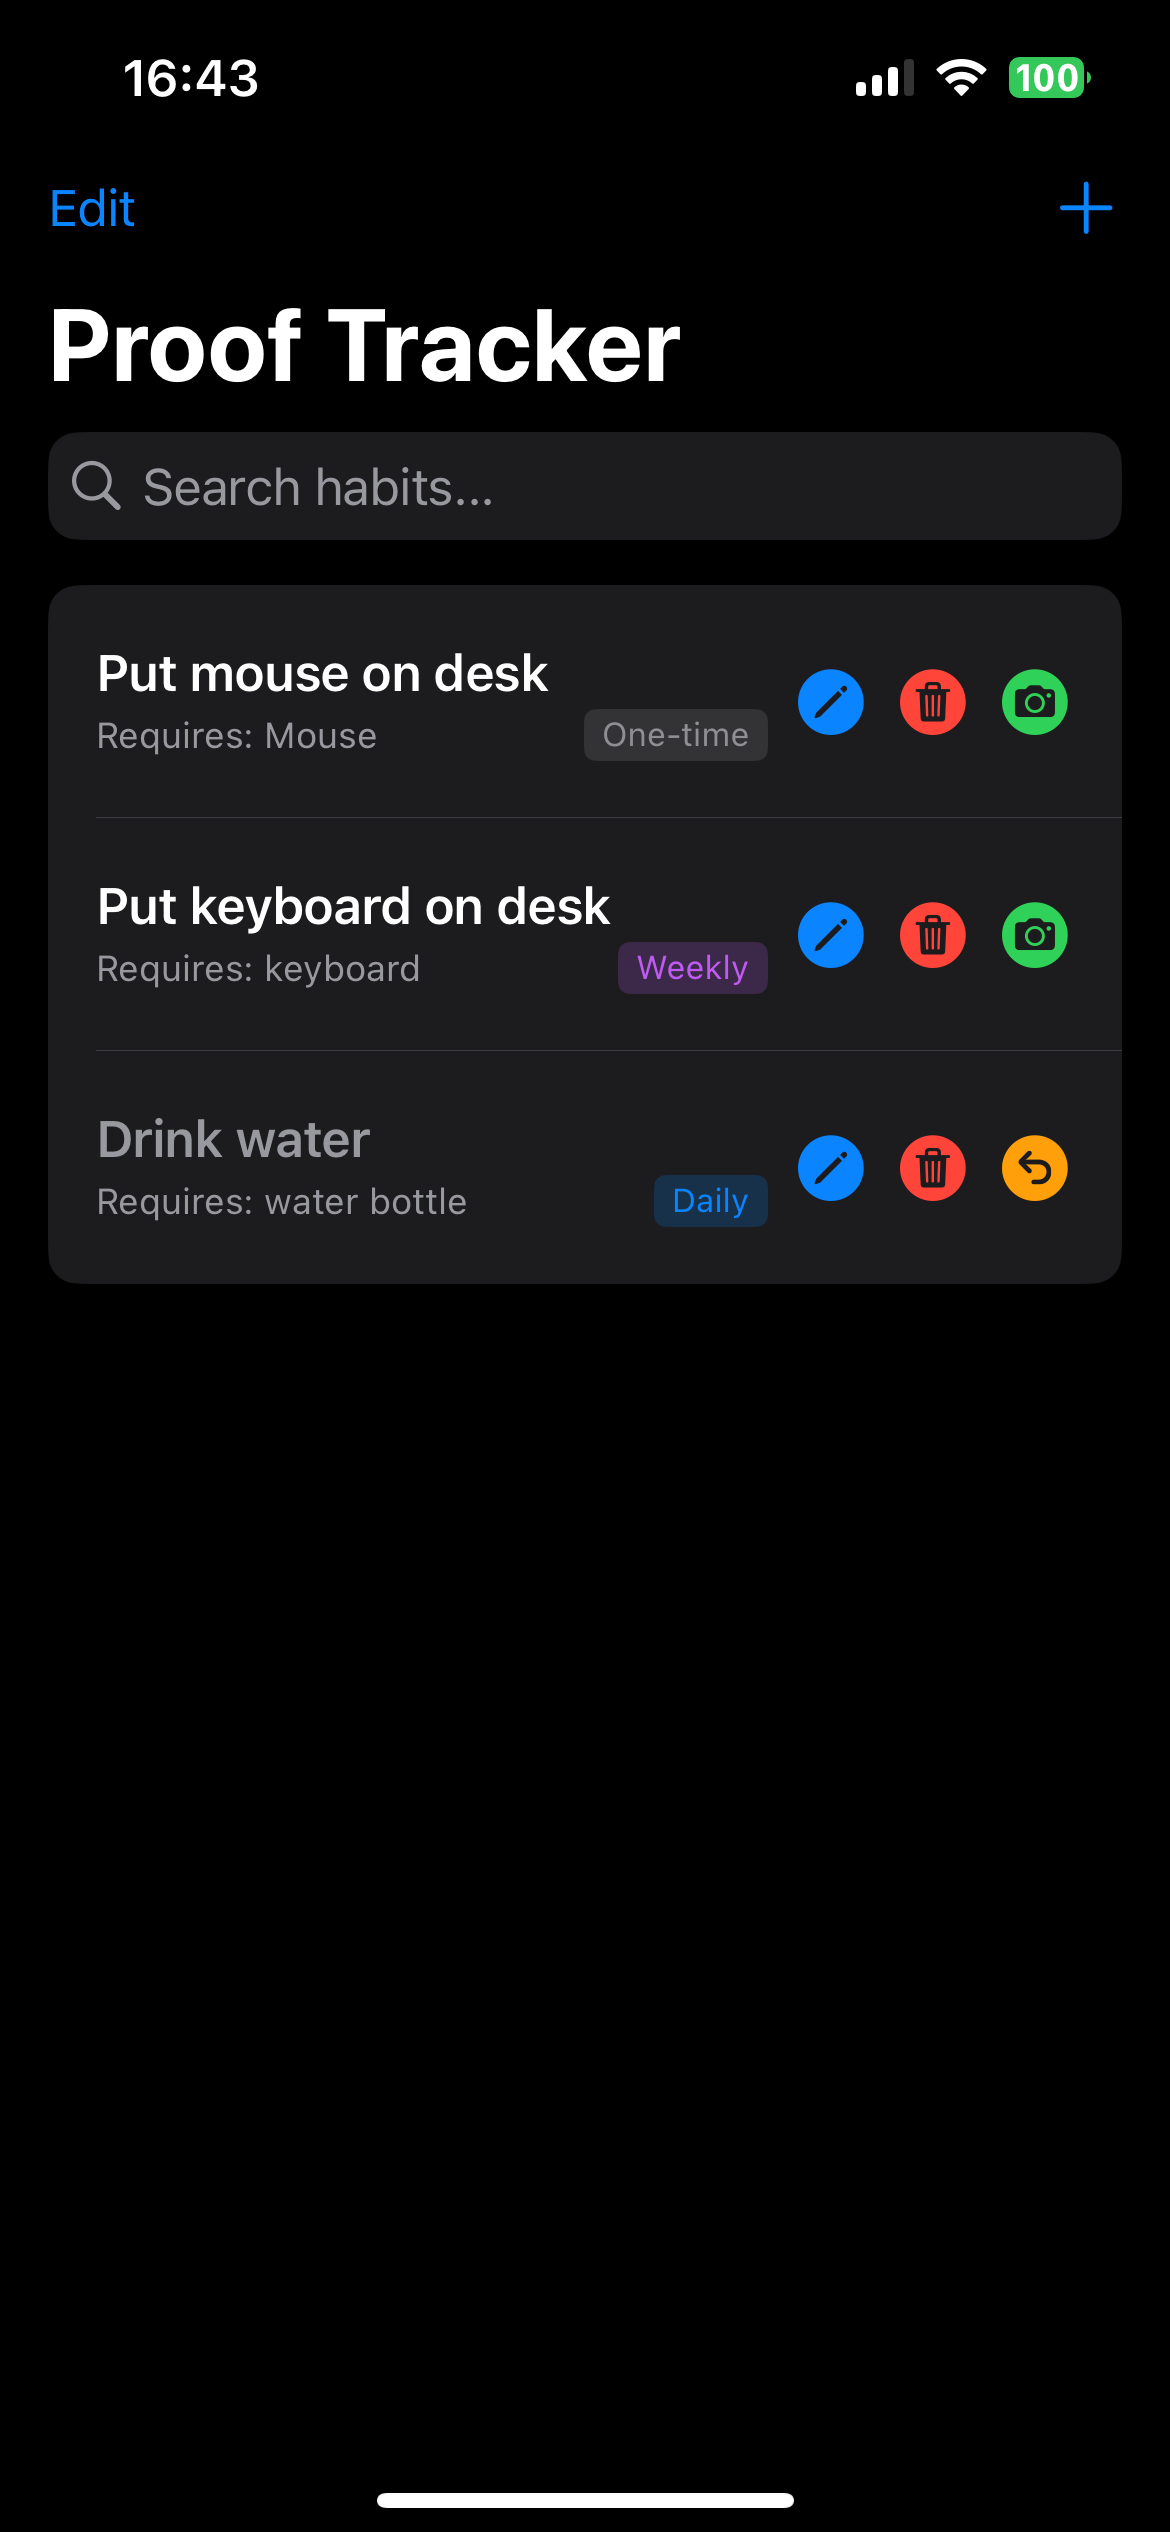 16:43
100
Edit
Proof Tracker
Search habits...
Put mouse on desk
Requires: Mouse
One-time
Put keyboard on desk
Requires: keyboard
Weekly
Drink water
Requires: water bottle
Daily